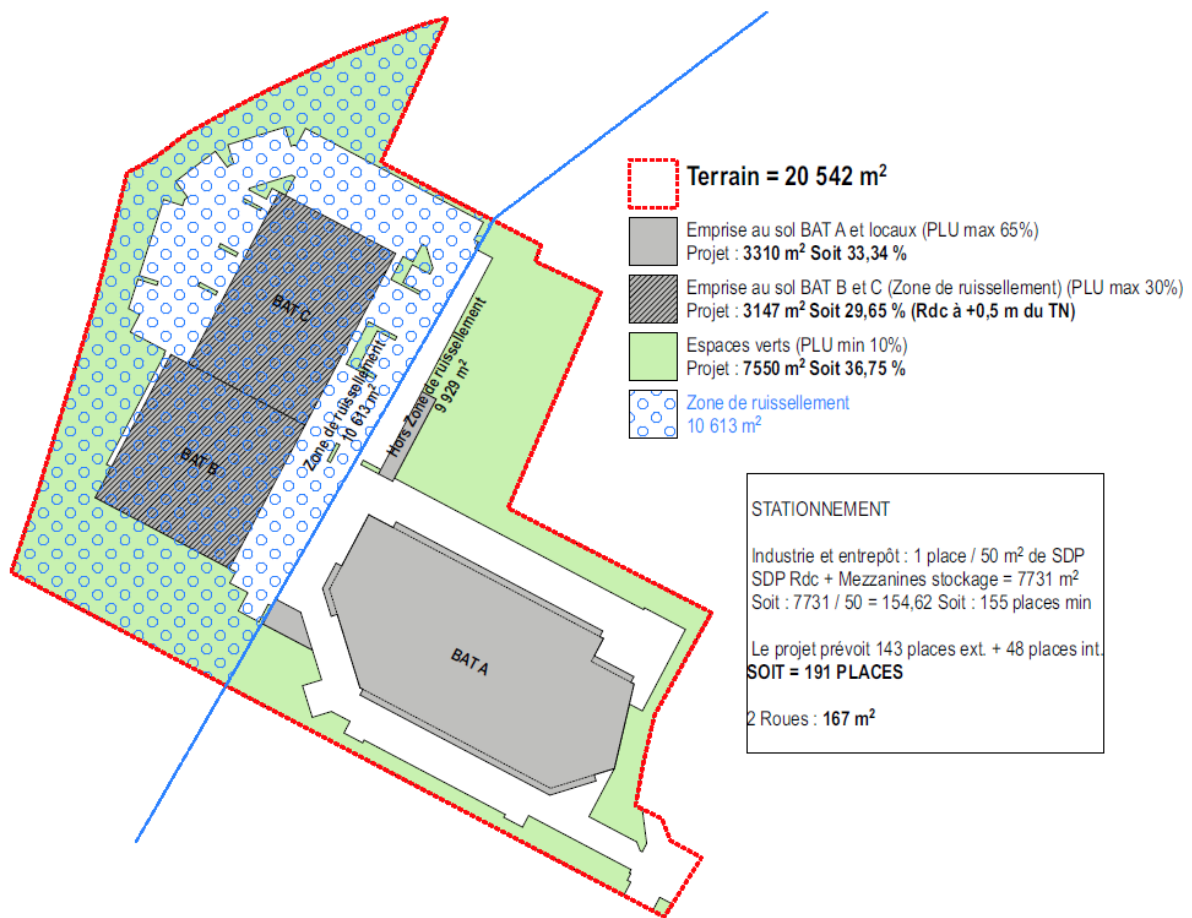 Terrain = 20 542 m²
Emprise au sol BAT A et locaux (PLU max 65%)
Projet : 3310 m² Soit 33,34 %
Emprise au sol BAT B et C (Zone de ruissellement) (PLU max 30%)
Projet : 3147 m² Soit 29,65 % (Rdc à +0,5 m du TN)
Espaces verts (PLU min 10%)
Projet : 7550 m² Soit 36,75 %
Zone de ruissellement
10 613 m²
BAT C
BAT B
Zone de ruissellement
10 613 m²
Hors Zone de ruissellement
9 929 m²
BAT A
STATIONNEMENT
Industrie et entrepôt : 1 place / 50 m² de SDP
SDP Rdc + Mezzanines stockage = 7731 m²
Soit : 7731 / 50 = 154,62 Soit : 155 places min
Le projet prévoit 143 places ext. + 48 places int.
SOIT = 191 PLACES
2 Roues : 167 m²